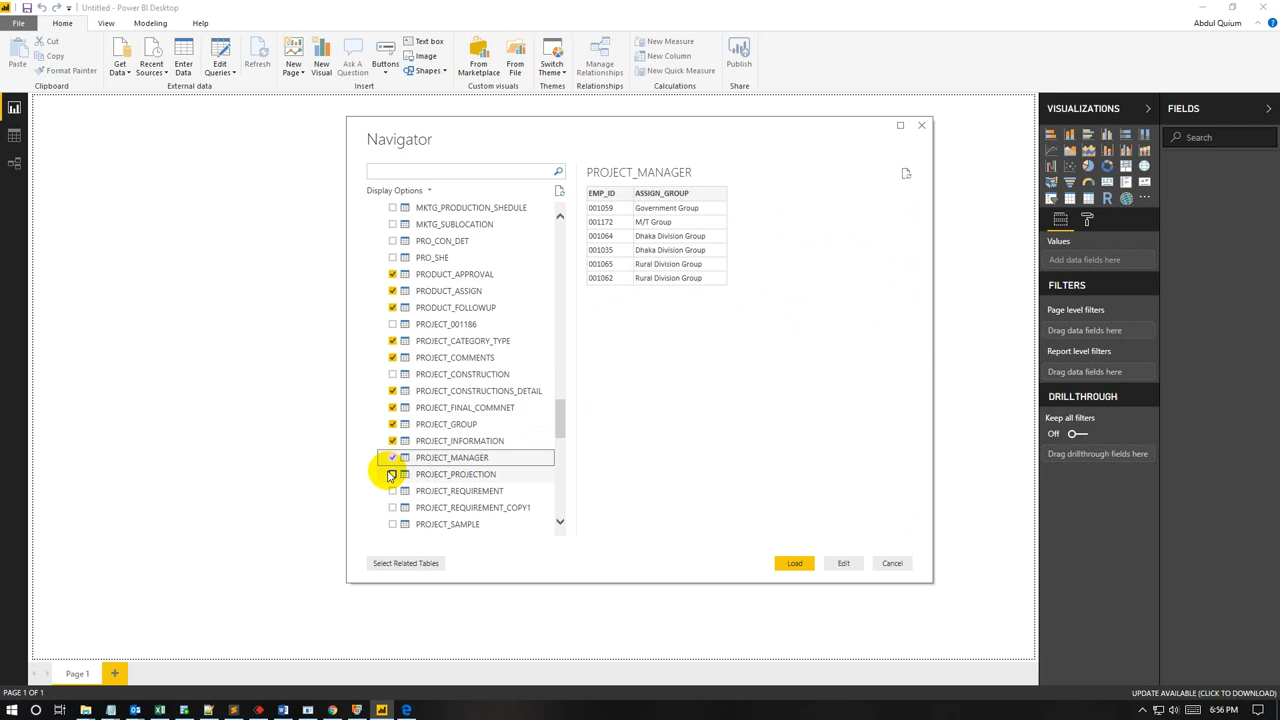 Untitled - Power BI Desktop
File
Home
View
Modeling
Help
Abdul Quium
Paste
Cut
Copy
Format Painter
Get Data
Recent Sources
Enter Data
Edit Queries
Refresh
New Page
New Visual
Ask A Question
Buttons
Text box
Image
Shapes
From Marketplace
From File
Switch Theme
Manage Relationships
New Measure
New Column
New Quick Measure
Publish
Clipboard
External data
Insert
Custom visuals
Themes
Relationships
Calculations
Share
Navigator
Display Options
MKTG_PRODUCTION_SHEDULE
MKTG_SUBLOCATION
PRO_CON_DET
PRO_SHE
PRODUCT_APPROVAL
PRODUCT_ASSIGN
PRODUCT_FOLLOWUP
PROJECT_001186
PROJECT_CATEGORY_TYPE
PROJECT_COMMENTS
PROJECT_CONSTRUCTION
PROJECT_CONSTRUCTIONS_DETAIL
PROJECT_FINAL_COMMNET
PROJECT_GROUP
PROJECT_INFORMATION
PROJECT_MANAGER
PROJECT_PROJECTION
PROJECT_REQUIREMENT
PROJECT_REQUIREMENT_COPY1
PROJECT_SAMPLE
Select Related Tables
PROJECT_MANAGER
EMP_ID ASSIGN_GROUP
001059 Government Group
001172 M/T Group
001064 Dhaka Division Group
001035 Dhaka Division Group
001065 Rural Division Group
001062 Rural Division Group
Load
Edit
Cancel
VISUALIZATIONS
Values
Add data fields here
FILTERS
Page level filters
Drag data fields here
Report level filters
Drag data fields here
DRILLTHROUGH
Keep all filters
Off
Drag drillthrough fields here
FIELDS
Search
Page 1
PAGE 1 OF 1
UPDATE AVAILABLE (CLICK TO DOWNLOAD)
6:56 PM